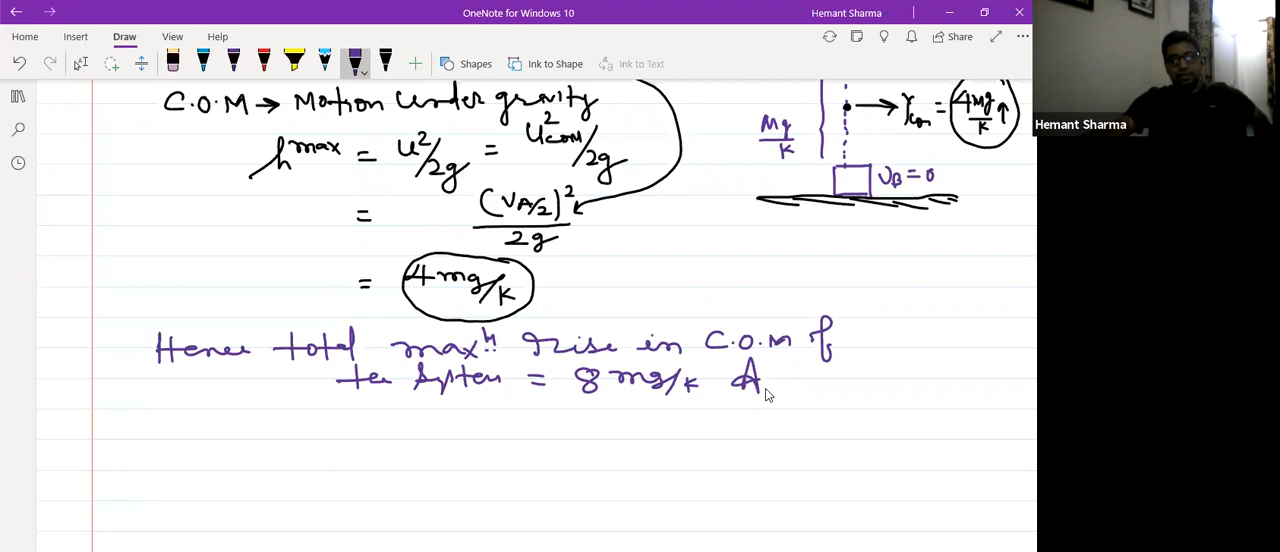 OneNote for Windows 10
Hemant Sharma
Home Insert Draw View Help
Share
Shapes Ink to Shape Ink to Text
C.O.M → Motion under gravity
h max = u²/2g = u²com/2g
= (VA/2)² / 2g
= 4mg/K
Hence total maxm rise in C.O.M of
the system = 8mg/K A
Mg/K
Ycom = 4Mg/K ↑
VB = 0
Hemant Sharma